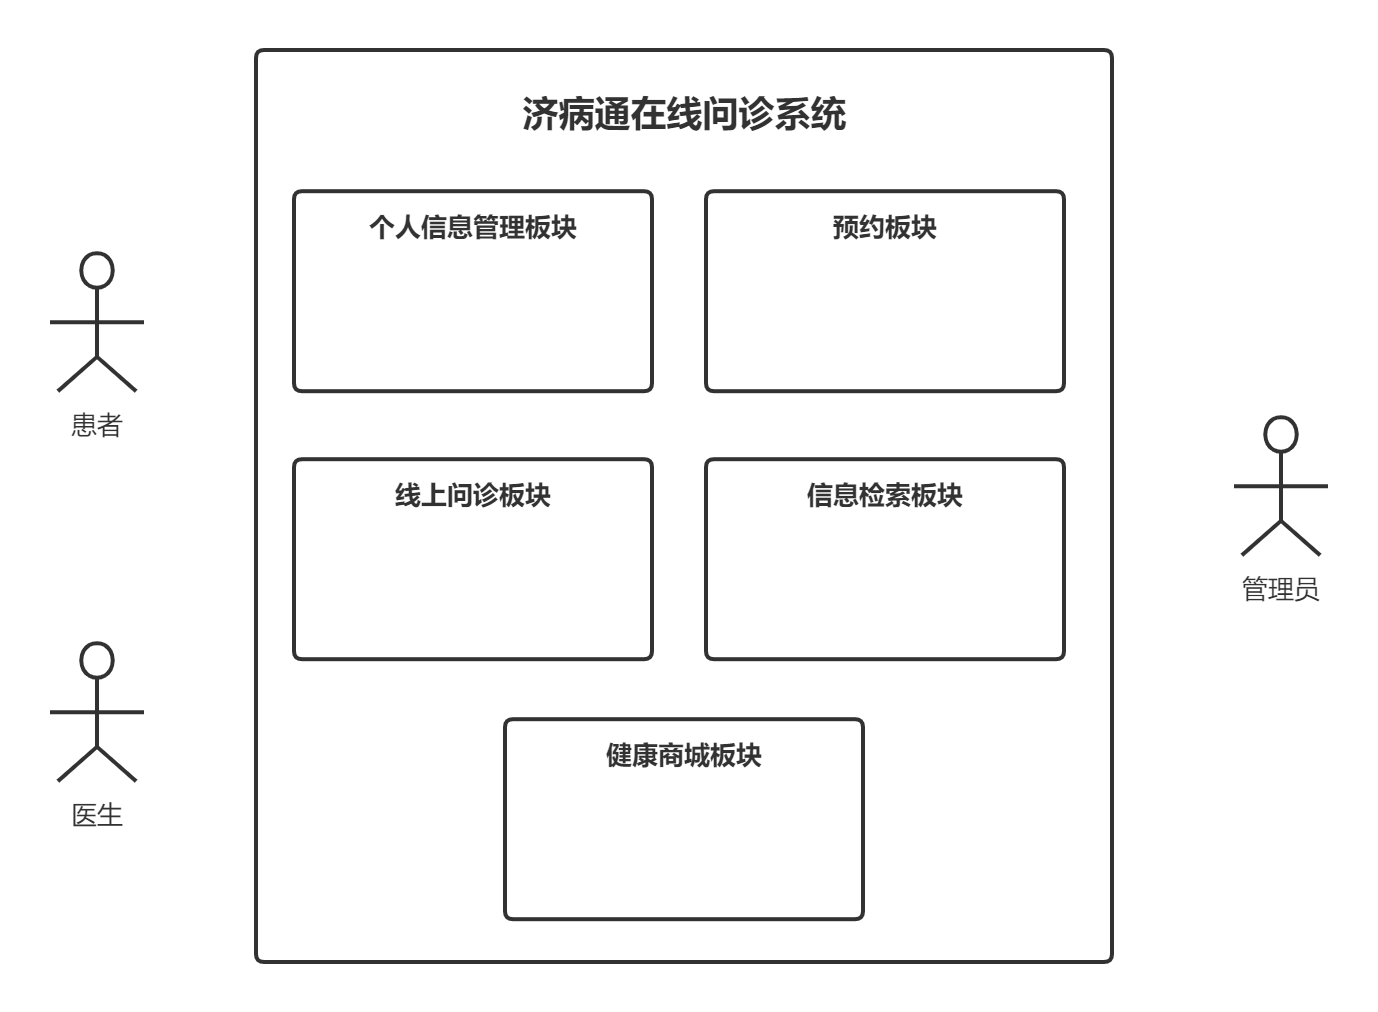 济病通在线问诊系统
个人信息管理板块
预约板块
患者
线上问诊板块
信息检索板块
管理员
健康商城板块
医生